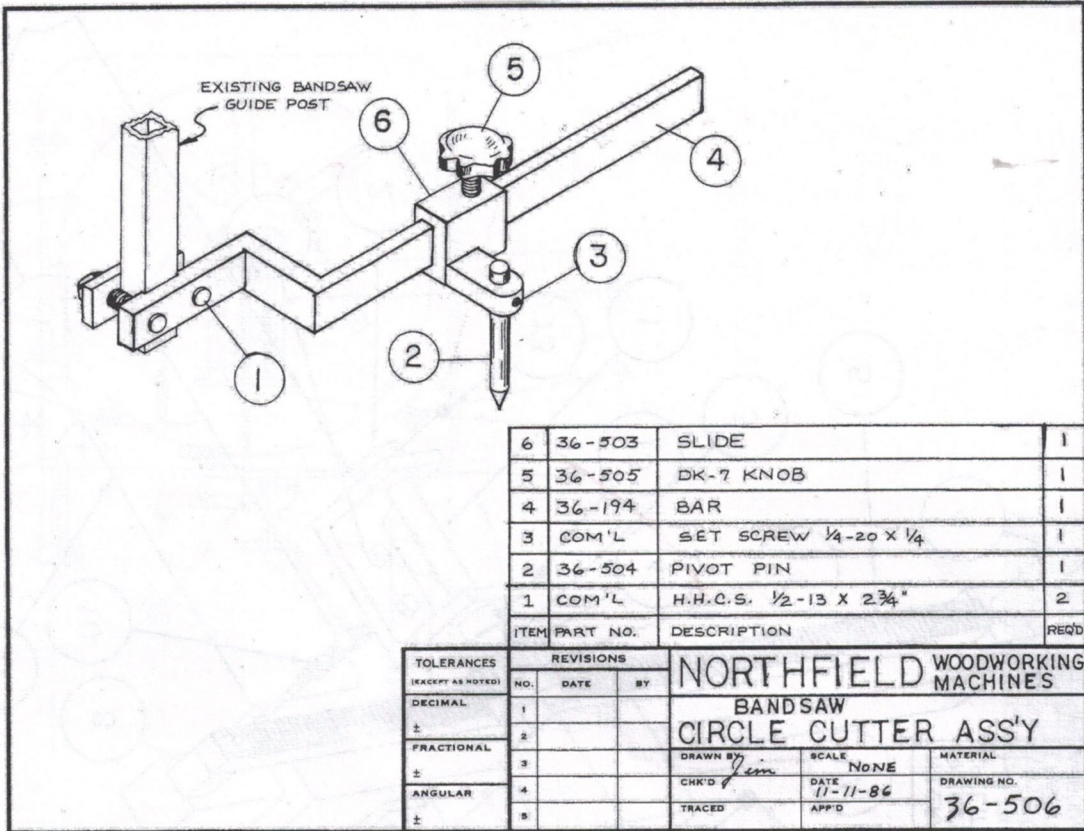 EXISTING BANDSAW
GUIDE POST
5
6
4
3
2
1
6 36-503 SLIDE 1
5 36-505 DK-7 KNOB 1
4 36-194 BAR 1
3 COM'L SET SCREW 1/4-20 X 1/4 1
2 36-504 PIVOT PIN 1
1 COM'L H.H.C.S. 1/2-13 X 2 3/4" 2
ITEM PART NO. DESCRIPTION REQ'D
TOLERANCES
(EXCEPT AS NOTED)
DECIMAL
±
FRACTIONAL
±
ANGULAR
±
REVISIONS
NO. DATE BY
1
2
3
4
5
NORTHFIELD WOODWORKING
MACHINES
BANDSAW
CIRCLE CUTTER ASS'Y
DRAWN BY Jim
SCALE NONE
MATERIAL
CHK'D
DATE 11-11-86
DRAWING NO.
36-506
TRACED
APP'D